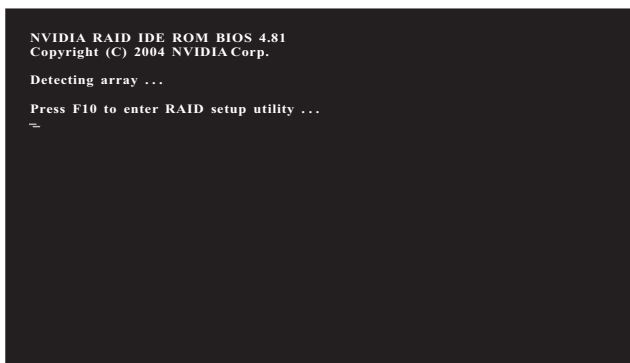 NVIDIA RAID IDE ROM BIOS 4.81
Copyright (C) 2004 NVIDIA Corp.
Detecting array ...
Press F10 to enter RAID setup utility ...